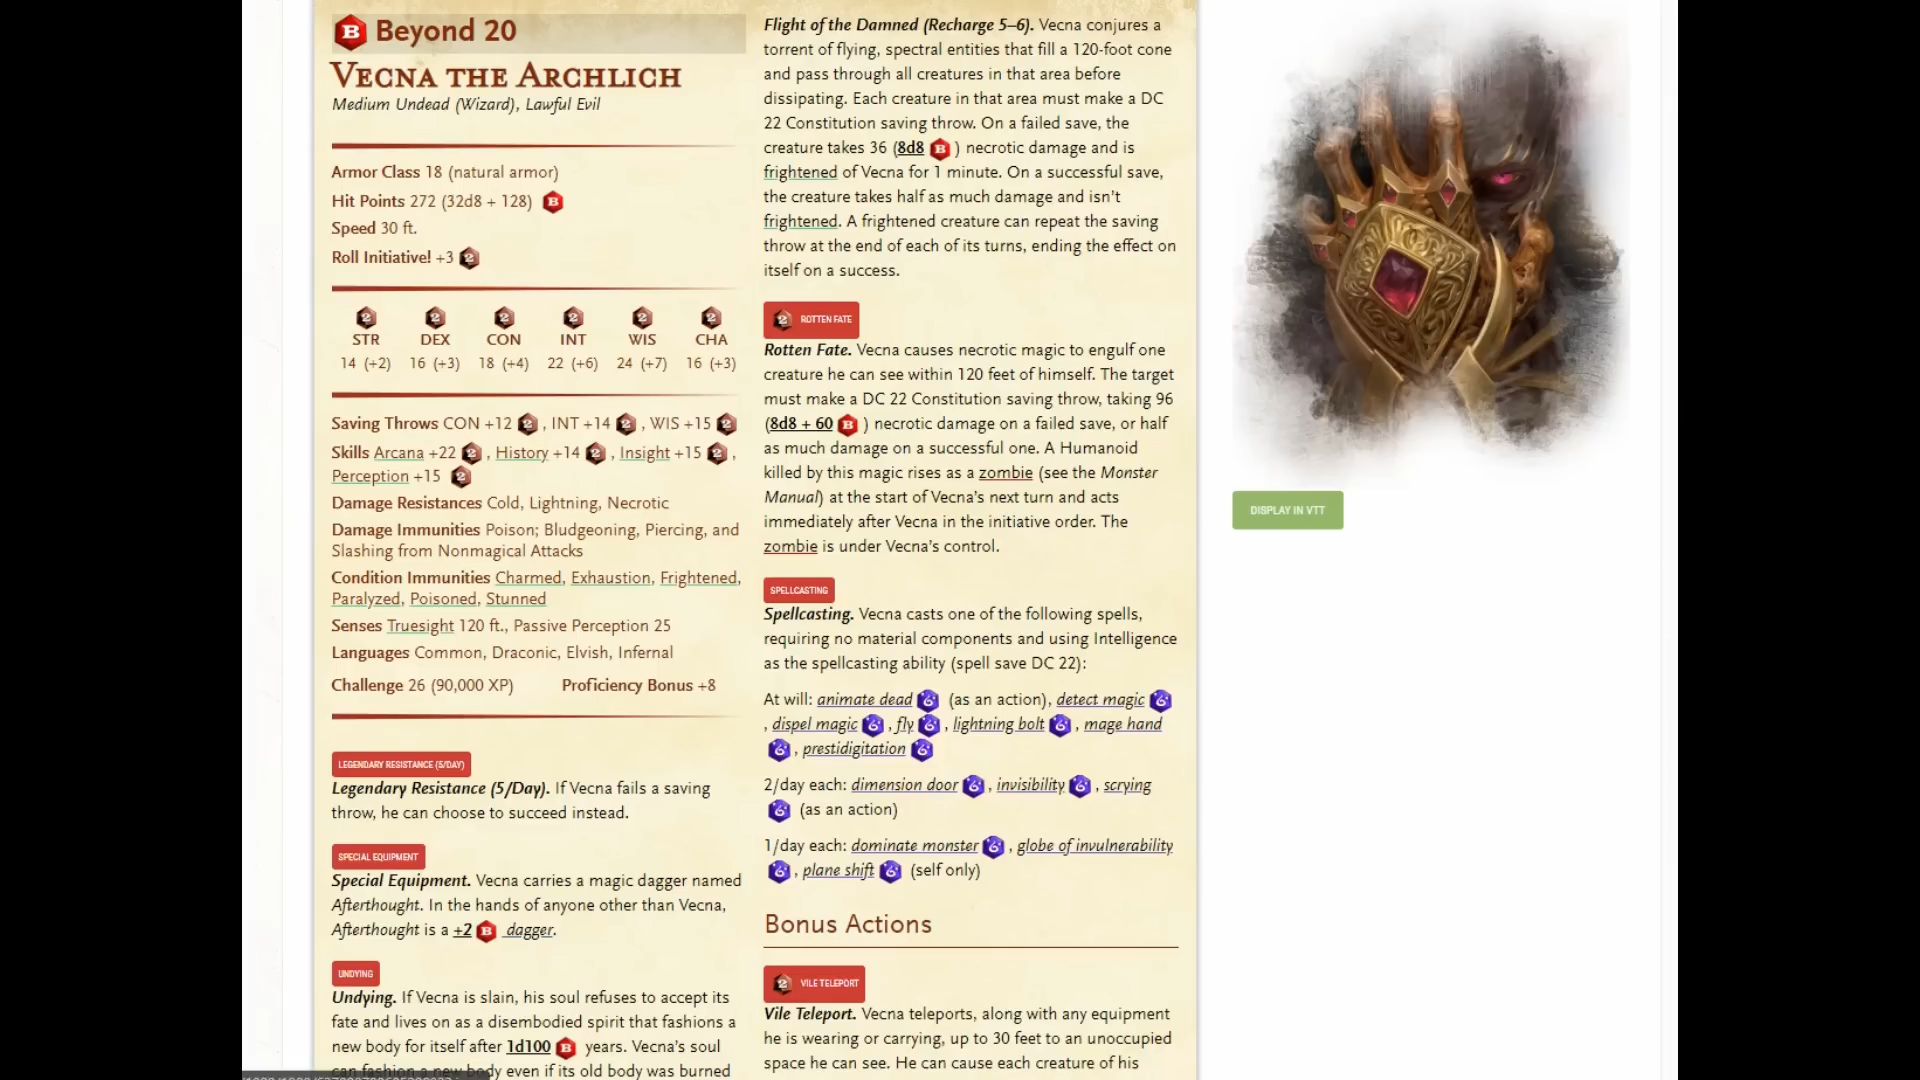 Beyond 20
Vecna the Archlich
Medium Undead (Wizard), Lawful Evil
Armor Class 18 (natural armor)
Hit Points 272 (32d8 + 128)
Speed 30 ft.
Roll Initiative! +3
STR DEX CON INT WIS CHA
14 (+2) 16 (+3) 18 (+4) 22 (+6) 24 (+7) 16 (+3)
Saving Throws CON +12 , INT +14 , WIS +15
Skills Arcana +22 , History +14 , Insight +15 ,
Perception +15
Damage Resistances Cold, Lightning, Necrotic
Damage Immunities Poison; Bludgeoning, Piercing, and
Slashing from Nonmagical Attacks
Condition Immunities Charmed, Exhaustion, Frightened,
Paralyzed, Poisoned, Stunned
Senses Truesight 120 ft., Passive Perception 25
Languages Common, Draconic, Elvish, Infernal
Challenge 26 (90,000 XP) Proficiency Bonus +8
LEGENDARY RESISTANCE (5/DAY)
Legendary Resistance (5/Day). If Vecna fails a saving
throw, he can choose to succeed instead.
SPECIAL EQUIPMENT
Special Equipment. Vecna carries a magic dagger named
Afterthought. In the hands of anyone other than Vecna,
Afterthought is a +2 dagger.
UNDYING
Undying. If Vecna is slain, his soul refuses to accept its
fate and lives on as a disembodied spirit that fashions a
new body for itself after 1d100 years. Vecna's soul
can fashion a new body even if its old body was burned
Flight of the Damned (Recharge 5–6). Vecna conjures a
torrent of flying, spectral entities that fill a 120-foot cone
and pass through all creatures in that area before
dissipating. Each creature in that area must make a DC
22 Constitution saving throw. On a failed save, the
creature takes 36 (8d8 ) necrotic damage and is
frightened of Vecna for 1 minute. On a successful save,
the creature takes half as much damage and isn't
frightened. A frightened creature can repeat the saving
throw at the end of each of its turns, ending the effect on
itself on a success.
ROTTEN FATE
Rotten Fate. Vecna causes necrotic magic to engulf one
creature he can see within 120 feet of himself. The target
must make a DC 22 Constitution saving throw, taking 96
(8d8 + 60 ) necrotic damage on a failed save, or half
as much damage on a successful one. A Humanoid
killed by this magic rises as a zombie (see the Monster
Manual) at the start of Vecna's next turn and acts
immediately after Vecna in the initiative order. The
zombie is under Vecna's control.
SPELLCASTING
Spellcasting. Vecna casts one of the following spells,
requiring no material components and using Intelligence
as the spellcasting ability (spell save DC 22):
At will: animate dead (as an action), detect magic
, dispel magic , fly , lightning bolt , mage hand
, prestidigitation
2/day each: dimension door , invisibility , scrying
(as an action)
1/day each: dominate monster , globe of invulnerability
, plane shift (self only)
Bonus Actions
VILE TELEPORT
Vile Teleport. Vecna teleports, along with any equipment
he is wearing or carrying, up to 30 feet to an unoccupied
space he can see. He can cause each creature of his
DISPLAY IN VTT